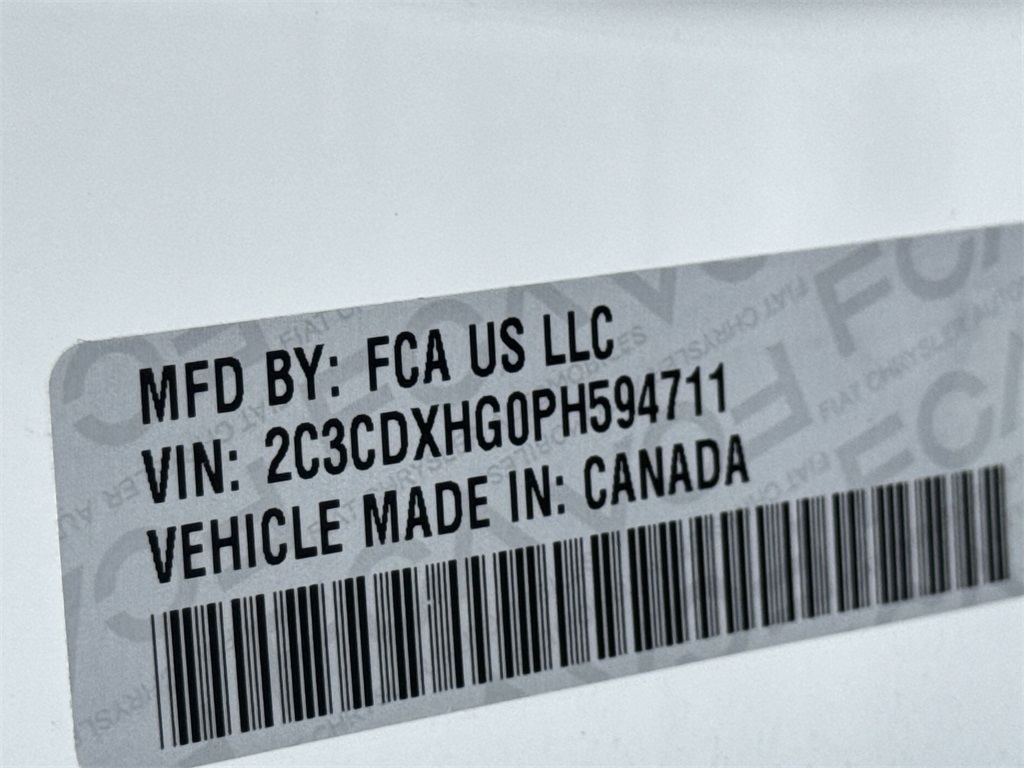 MFD BY: FCA US LLC
VIN: 2C3CDXHG0PH594711
VEHICLE MADE IN: CANADA